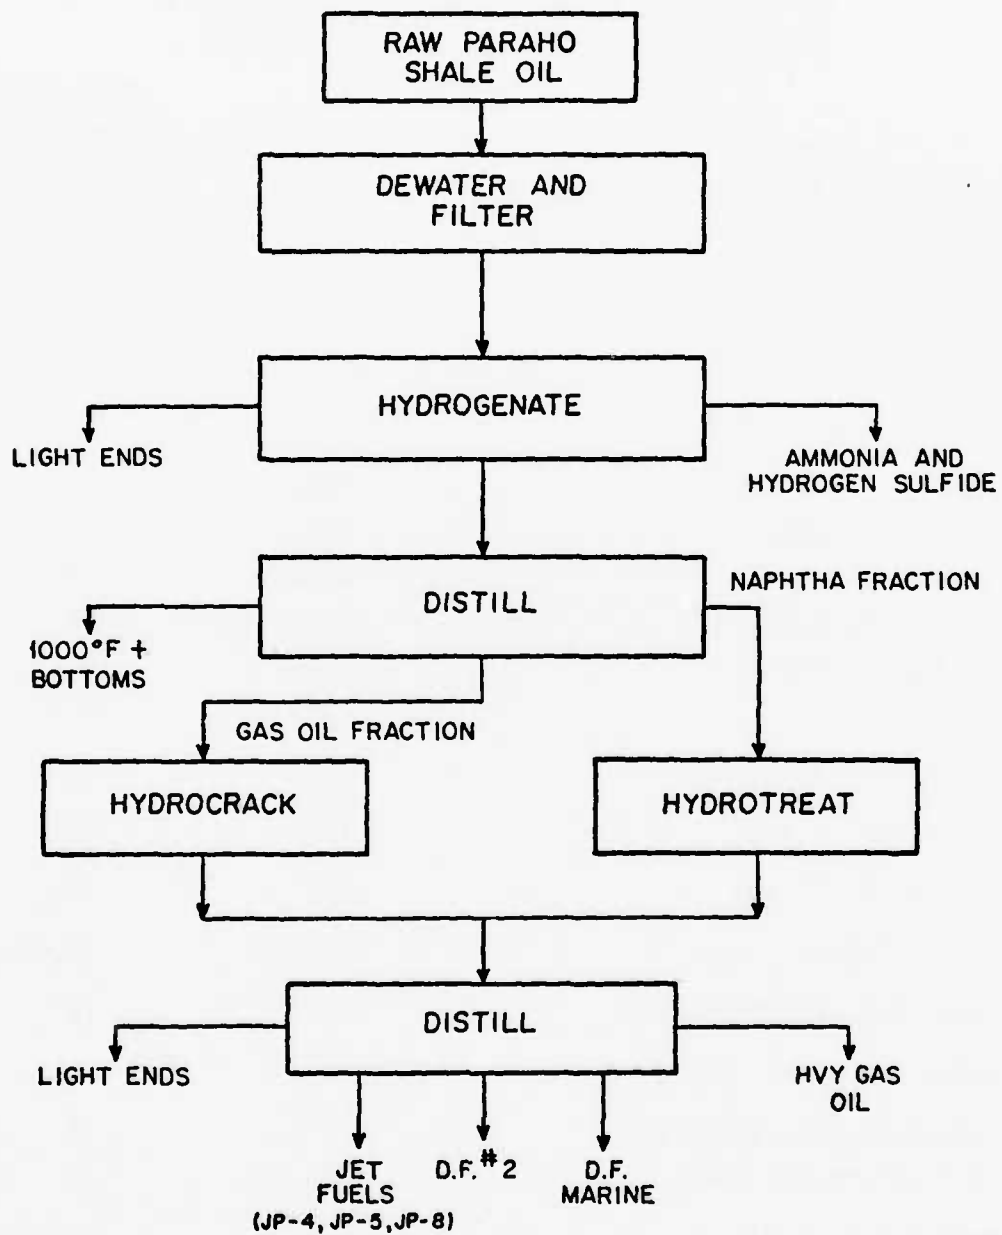 RAW PARAHO
SHALE OIL
DEWATER AND
FILTER
HYDROGENATE
LIGHT ENDS
AMMONIA AND
HYDROGEN SULFIDE
DISTILL
NAPHTHA FRACTION
1000°F +
BOTTOMS
GAS OIL FRACTION
HYDROCRACK
HYDROTREAT
DISTILL
LIGHT ENDS
HVY GAS
OIL
JET
FUELS
(JP-4, JP-5, JP-8)
D.F. #2
D.F.
MARINE